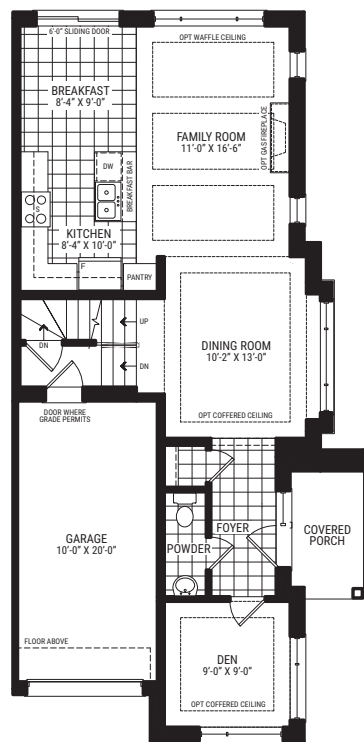 6'-0" SLIDING DOOR
OPT WAFFLE CEILING
BREAKFAST
8'-4" X 9'-0"
FAMILY ROOM
11'-0" X 16'-6"
OPT GAS FIREPLACE
DW
BREAKFAST BAR
S
KITCHEN
8'-4" X 10'-0"
F
PANTRY
UP
DN
DN
DINING ROOM
10'-2" X 13'-0"
OPT COFFERED CEILING
DOOR WHERE
GRADE PERMITS
GARAGE
10'-0" X 20'-0"
FOYER
POWDER
COVERED
PORCH
FLOOR ABOVE
DEN
9'-0" X 9'-0"
OPT COFFERED CEILING